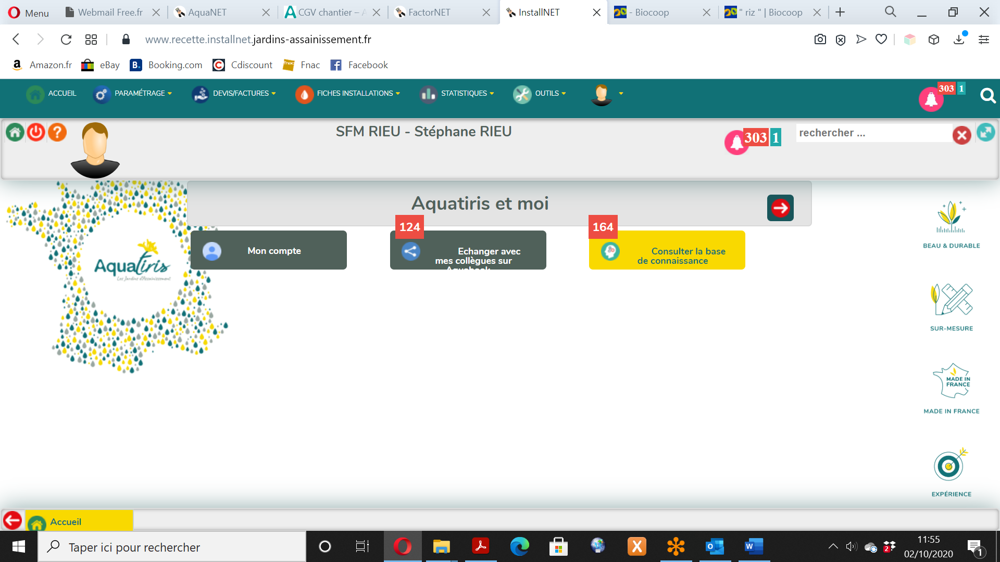 Menu
Webmail Free.fr
AquaNET
CGV chantier –
FactorNET
InstallNET
- Biocoop
" riz " | Biocoop
www.recette.installnet.jardins-assainissement.fr
Amazon.fr
eBay
Booking.com
Cdiscount
Fnac
Facebook
ACCUEIL
PARAMÉTRAGE
DEVIS/FACTURES
FICHES INSTALLATIONS
STATISTIQUES
OUTILS
303 1
SFM RIEU - Stéphane RIEU
303 1
rechercher ...
Aquatiris et moi
124
164
Mon compte
Echanger avec
mes collègues sur
Aquabook
Consulter la base
de connaissance
Aquatiris
Les Jardins d'Assainissement
BEAU & DURABLE
SUR-MESURE
MADE IN
FRANCE
MADE IN FRANCE
EXPÉRIENCE
Accueil
Taper ici pour rechercher
2
11:55
02/10/2020
1